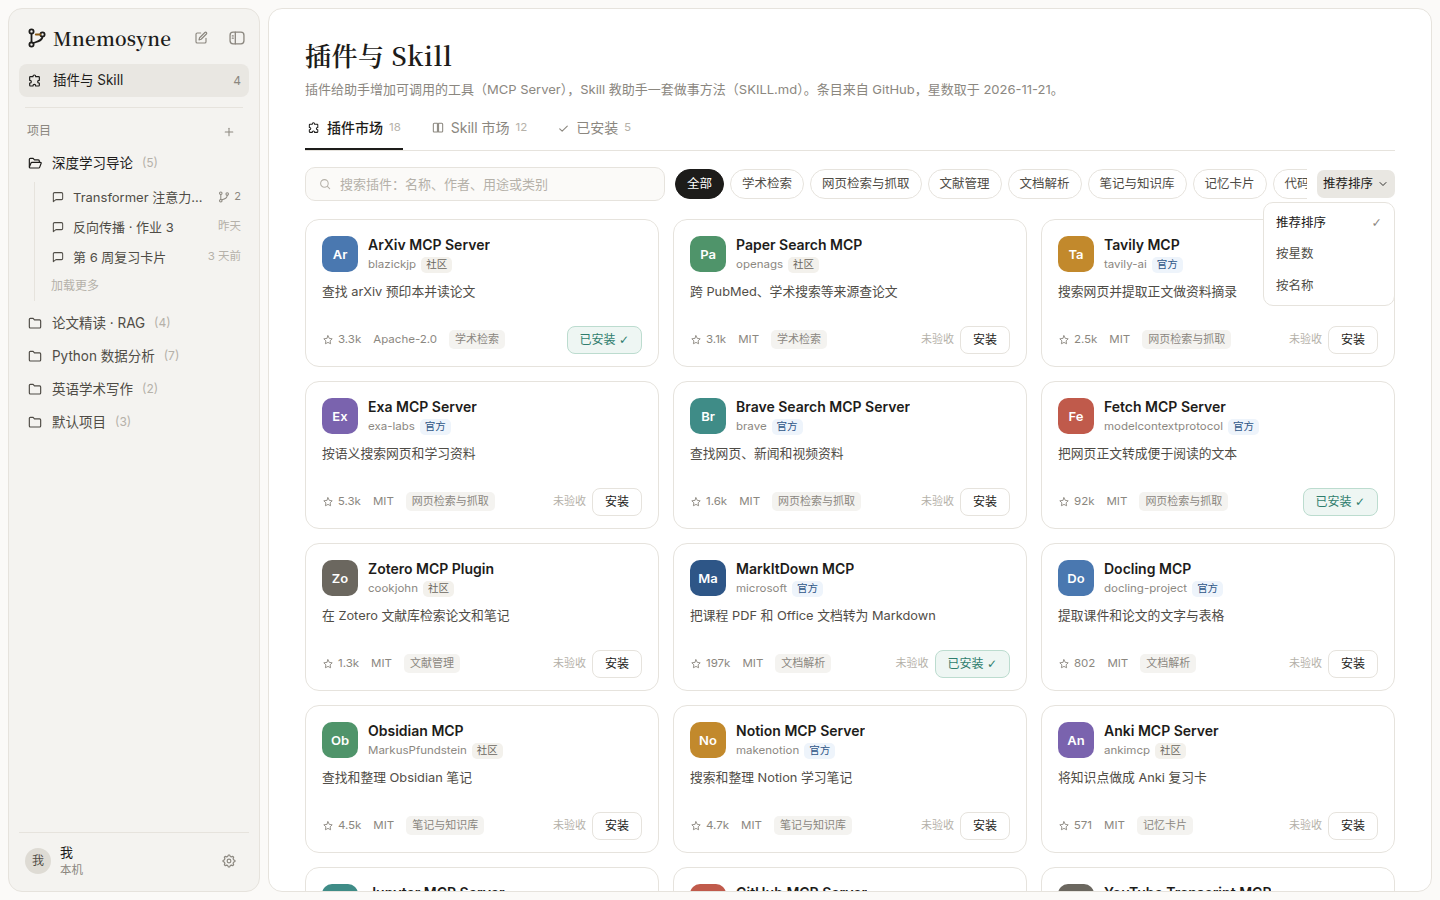 Mnemosyne
插件与 Skill 4
项目
深度学习导论 (5)
Transformer 注意力... 2
反向传播 · 作业 3 昨天
第 6 周复习卡片 3 天前
加载更多
论文精读 · RAG (4)
Python 数据分析 (7)
英语学术写作 (2)
默认项目 (3)
我
我
本机
插件与 Skill
插件给助手增加可调用的工具（MCP Server），Skill 教助手一套做事方法（SKILL.md）。条目来自 GitHub，星数取于 2026-11-21。
插件市场 18 Skill 市场 12 已安装 5
搜索插件：名称、作者、用途或类别
全部 学术检索 网页检索与抓取 文献管理 文档解析 笔记与知识库 记忆卡片 代码 推荐排序
推荐排序 ✓
按星数
按名称
Ar
ArXiv MCP Server
blazickjp 社区
查找 arXiv 预印本并读论文
3.3k Apache-2.0 学术检索 已安装 ✓
Pa
Paper Search MCP
openags 社区
跨 PubMed、学术搜索等来源查论文
3.1k MIT 学术检索 未验收 安装
Ta
Tavily MCP
tavily-ai 官方
搜索网页并提取正文做资料摘录
2.5k MIT 网页检索与抓取 未验收 安装
Ex
Exa MCP Server
exa-labs 官方
按语义搜索网页和学习资料
5.3k MIT 网页检索与抓取 未验收 安装
Br
Brave Search MCP Server
brave 官方
查找网页、新闻和视频资料
1.6k MIT 网页检索与抓取 未验收 安装
Fe
Fetch MCP Server
modelcontextprotocol 官方
把网页正文转成便于阅读的文本
92k MIT 网页检索与抓取 已安装 ✓
Zo
Zotero MCP Plugin
cookjohn 社区
在 Zotero 文献库检索论文和笔记
1.3k MIT 文献管理 未验收 安装
Ma
MarkItDown MCP
microsoft 官方
把课程 PDF 和 Office 文档转为 Markdown
197k MIT 文档解析 未验收 已安装 ✓
Do
Docling MCP
docling-project 官方
提取课件和论文的文字与表格
802 MIT 文档解析 未验收 安装
Ob
Obsidian MCP
MarkusPfundstein 社区
查找和整理 Obsidian 笔记
4.5k MIT 笔记与知识库 未验收 安装
No
Notion MCP Server
makenotion 官方
搜索和整理 Notion 学习笔记
4.7k MIT 笔记与知识库 未验收 安装
An
Anki MCP Server
ankimcp 社区
将知识点做成 Anki 复习卡
571 MIT 记忆卡片 未验收 安装
Jupyter MCP Server
GitHub MCP Server
YouTube Transcript MCP